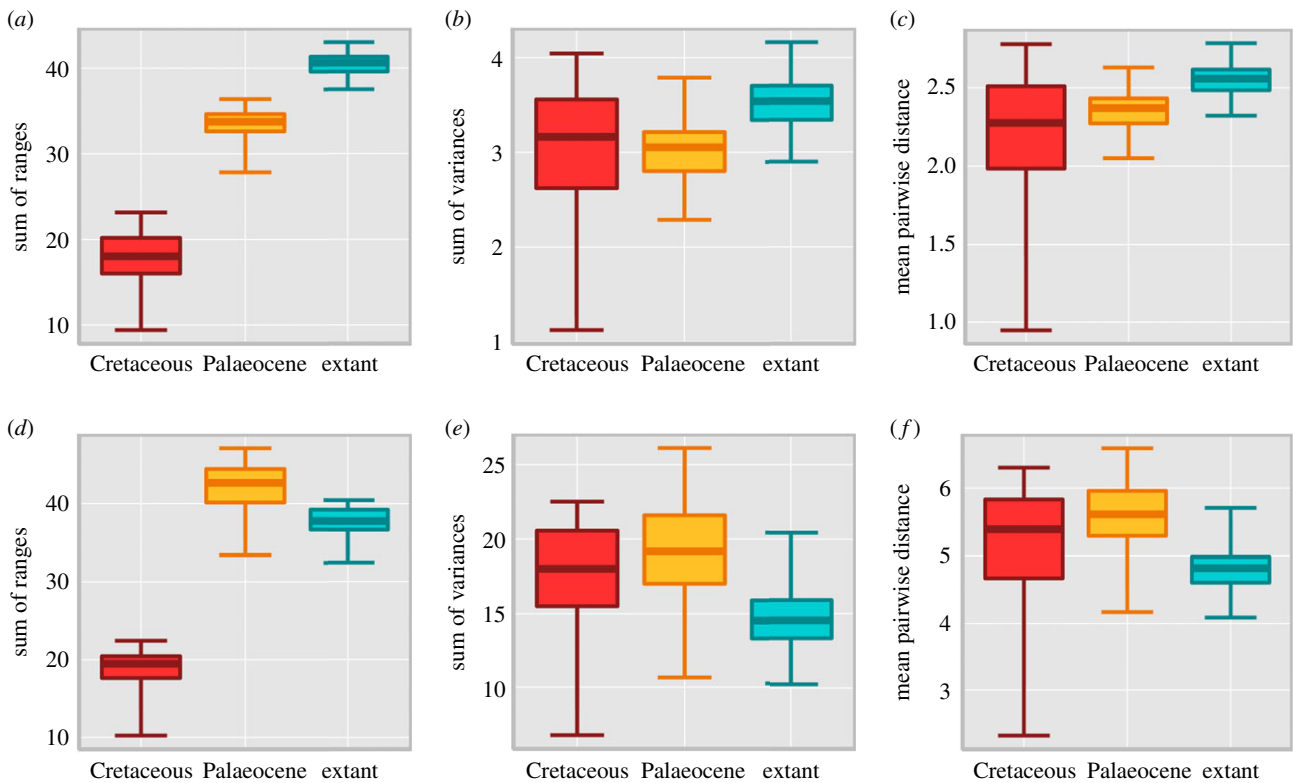 (a)
sum of ranges
40
30
20
10
Cretaceous Palaeocene extant
(b)
sum of variances
4
3
2
1
Cretaceous Palaeocene extant
(c)
mean pairwise distance
2.5
2.0
1.5
1.0
Cretaceous Palaeocene extant
(d)
sum of ranges
40
30
20
10
Cretaceous Palaeocene extant
(e)
sum of variances
25
20
15
10
Cretaceous Palaeocene extant
(f)
mean pairwise distance
6
5
4
3
Cretaceous Palaeocene extant